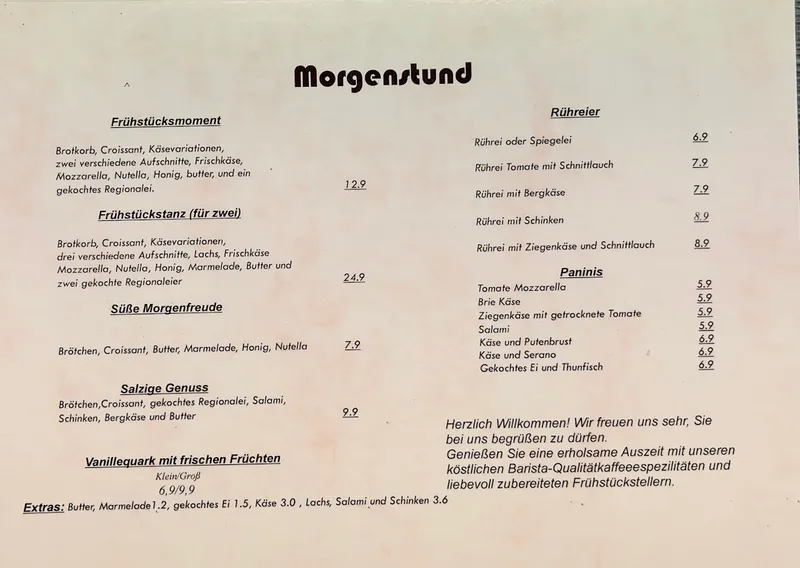 Morgenstund
Frühstücksmoment
Brotkorb, Croissant, Käsevariationen,
zwei verschiedene Aufschnitte, Frischkäse,
Mozzarella, Nutella, Honig, butter, und ein
gekochtes Regionalei. 12.9
Frühstückstanz (für zwei)
Brotkorb, Croissant, Käsevariationen,
drei verschiedene Aufschnitte, Lachs, Frischkäse
Mozzarella, Nutella, Honig, Marmelade, Butter und
zwei gekochte Regionaleier 24.9
Süße Morgenfreude
Brötchen, Croissant, Butter, Marmelade, Honig, Nutella 7.9
Salzige Genuss
Brötchen,Croissant, gekochtes Regionalei, Salami,
Schinken, Bergkäse und Butter 9.9
Vanillequark mit frischen Früchten
Klein/Groß
6,9/9,9
Extras: Butter, Marmelade1.2, gekochtes Ei 1.5, Käse 3.0 , Lachs, Salami und Schinken 3.6
Rühreier
Rührei oder Spiegelei 6.9
Rührei Tomate mit Schnittlauch 7.9
Rührei mit Bergkäse 7.9
Rührei mit Schinken 8.9
Rührei mit Ziegenkäse und Schnittlauch 8.9
Paninis
Tomate Mozzarella 5.9
Brie Käse 5.9
Ziegenkäse mit getrocknete Tomate 5.9
Salami 5.9
Käse und Putenbrust 6.9
Käse und Serano 6.9
Gekochtes Ei und Thunfisch 6.9
Herzlich Willkommen! Wir freuen uns sehr, Sie
bei uns begrüßen zu dürfen.
Genießen Sie eine erholsame Auszeit mit unseren
köstlichen Barista-Qualitätkaffeeespezilitäten und
liebevoll zubereiteten Frühstückstellern.